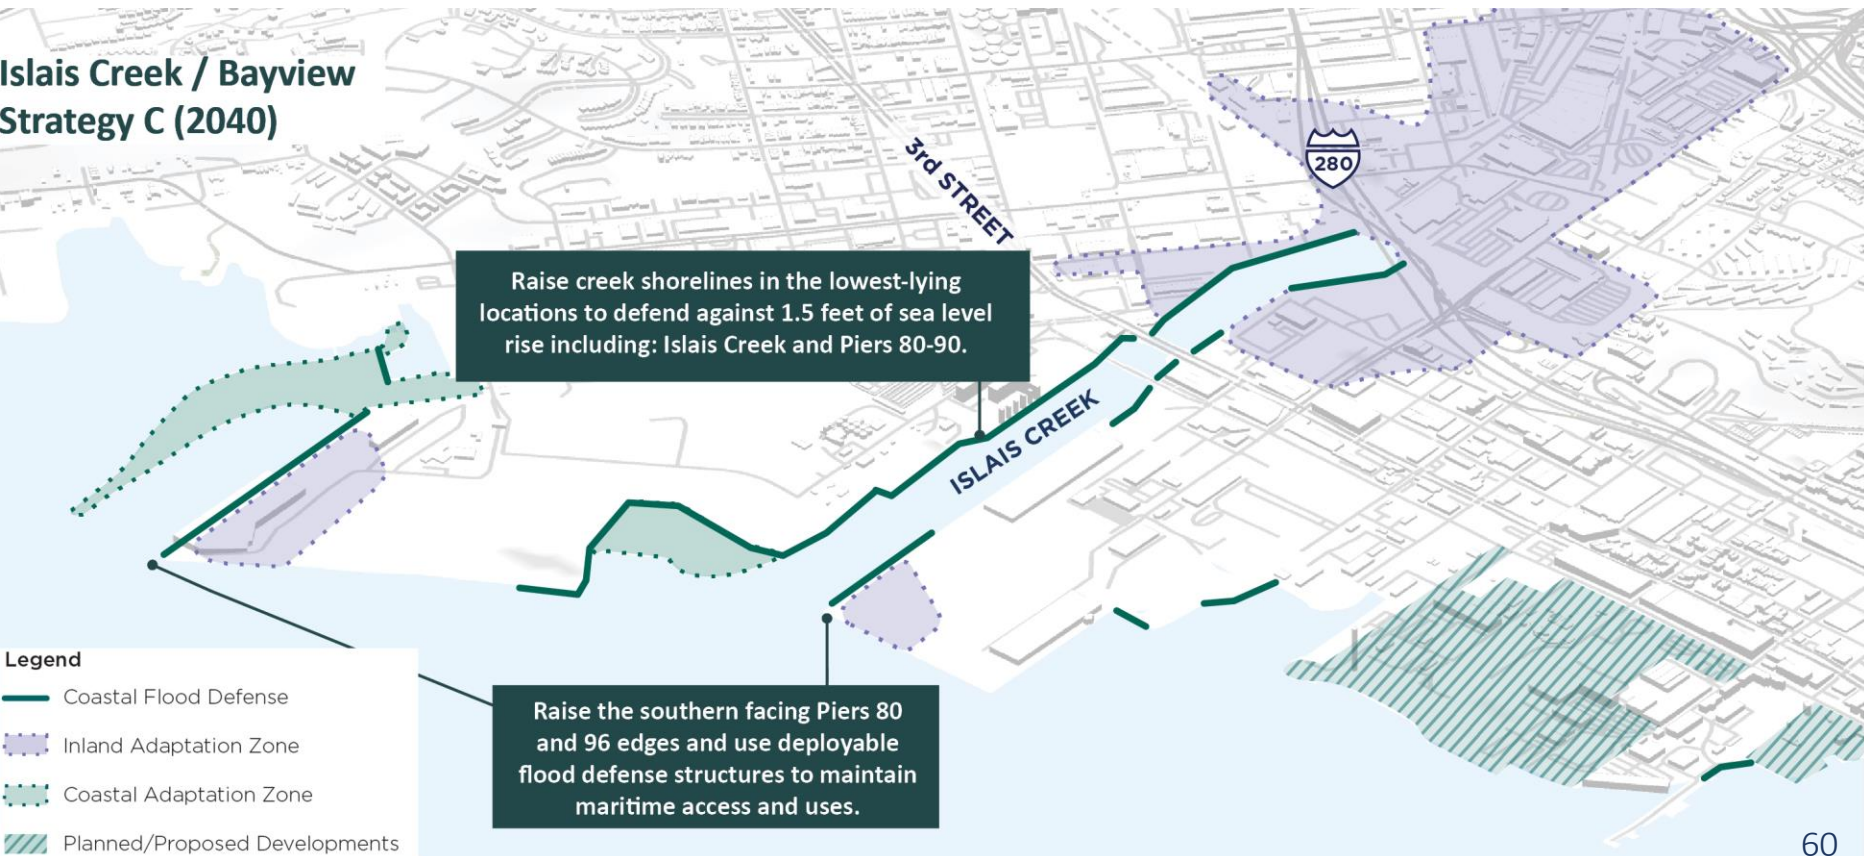 Islais Creek / Bayview
Strategy C (2040)
3rd STREET
280
Raise creek shorelines in the lowest-lying
locations to defend against 1.5 feet of sea level
rise including: Islais Creek and Piers 80-90.
ISLAIS CREEK
Raise the southern facing Piers 80
and 96 edges and use deployable
flood defense structures to maintain
maritime access and uses.
Legend
Coastal Flood Defense
Inland Adaptation Zone
Coastal Adaptation Zone
Planned/Proposed Developments
60